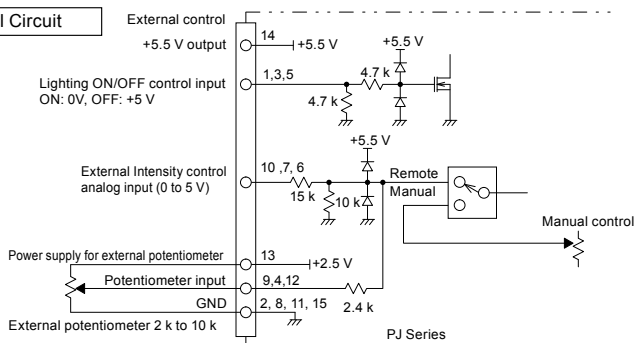 l Circuit
External control
+5.5 V output
14
+5.5 V
+5.5 V
Lighting ON/OFF control input
ON: 0V, OFF: +5 V
1,3,5
4.7 k
4.7 k
+5.5 V
External Intensity control
analog input (0 to 5 V)
10 ,7, 6
15 k
10 k
Remote
Manual
Manual control
Power supply for external potentiometer
13
+2.5 V
Potentiometer input
9,4,12
2.4 k
GND
2, 8, 11, 15
External potentiometer 2 k to 10 k
PJ Series